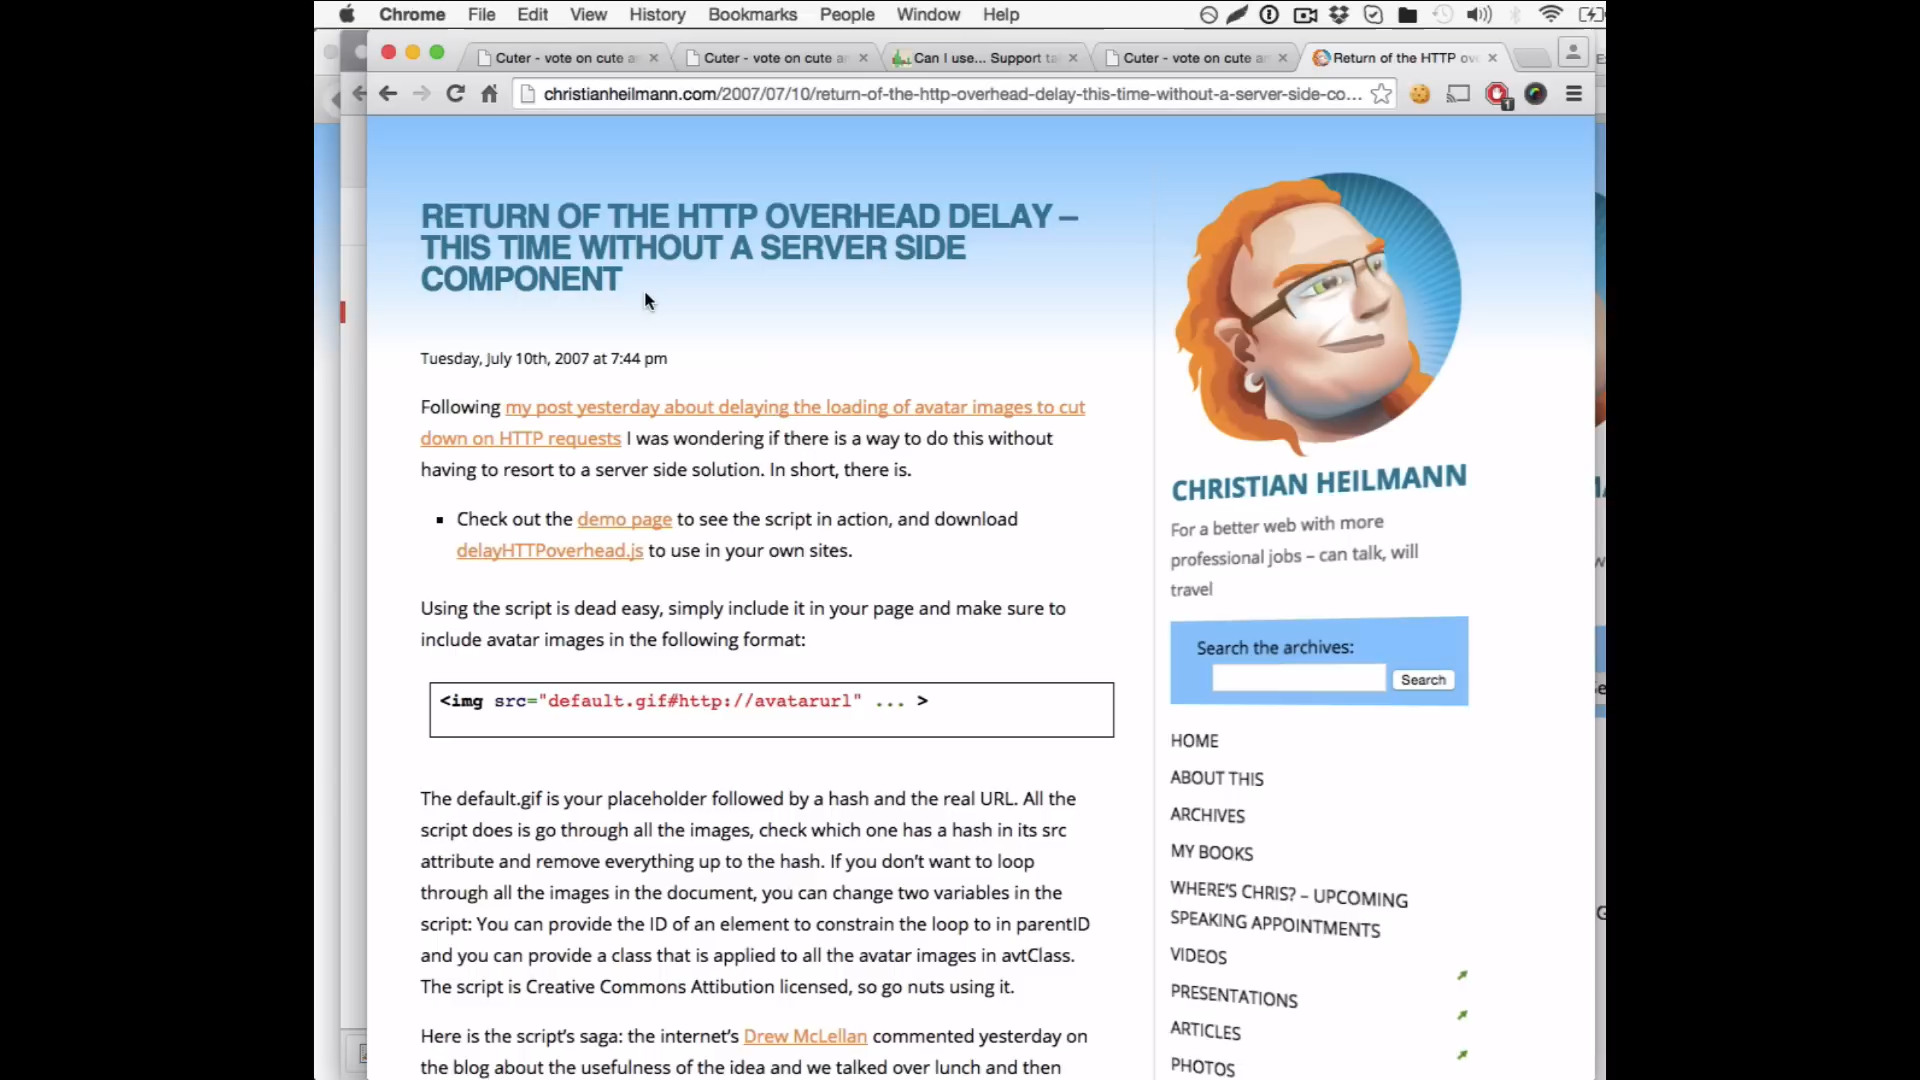 Chrome File Edit View History Bookmarks People Window Help
Cuter - vote on cute a
Cuter - vote on cute a
Can I use... Support ta
Cuter - vote on cute a
Return of the HTTP ov
christianheilmann.com/2007/07/10/return-of-the-http-overhead-delay-this-time-without-a-server-side-co...
1
RETURN OF THE HTTP OVERHEAD DELAY –
THIS TIME WITHOUT A SERVER SIDE
COMPONENT
Tuesday, July 10th, 2007 at 7:44 pm
Following my post yesterday about delaying the loading of avatar images to cut
down on HTTP requests I was wondering if there is a way to do this without
having to resort to a server side solution. In short, there is.
Check out the demo page to see the script in action, and download
delayHTTPoverhead.js to use in your own sites.
Using the script is dead easy, simply include it in your page and make sure to
include avatar images in the following format:
<img src="default.gif#http://avatarurl" ... >
The default.gif is your placeholder followed by a hash and the real URL. All the
script does is go through all the images, check which one has a hash in its src
attribute and remove everything up to the hash. If you don't want to loop
through all the images in the document, you can change two variables in the
script: You can provide the ID of an element to constrain the loop to in parentID
and you can provide a class that is applied to all the avatar images in avtClass.
The script is Creative Commons Attibution licensed, so go nuts using it.
Here is the script's saga: the internet's Drew McLellan commented yesterday on
the blog about the usefulness of the idea and we talked over lunch and then
CHRISTIAN HEILMANN
For a better web with more
professional jobs – can talk, will
travel
Search the archives:
Search
HOME
ABOUT THIS
ARCHIVES
MY BOOKS
WHERE'S CHRIS? – UPCOMING
SPEAKING APPOINTMENTS
VIDEOS
PRESENTATIONS
ARTICLES
PHOTOS